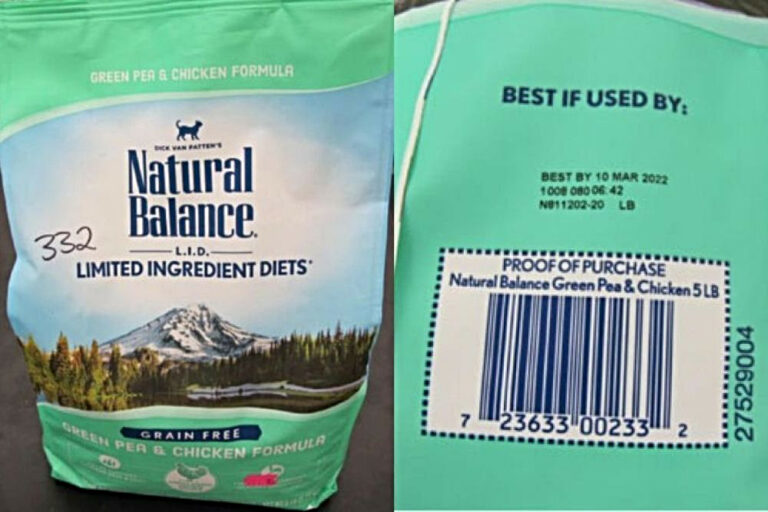 GREEN PEA & CHICKEN FORMULA
DICK VAN PATTEN'S
Natural
Balance®
L.I.D.
LIMITED INGREDIENT DIETS®
332
GRAIN FREE
GREEN PEA & CHICKEN FORMULA
BEST IF USED BY:
BEST BY 10 MAR 2022
1008 080 06:42
N811202-20 LB
PROOF OF PURCHASE
Natural Balance Green Pea & Chicken 5 LB
7 23633 00233 2
27529004